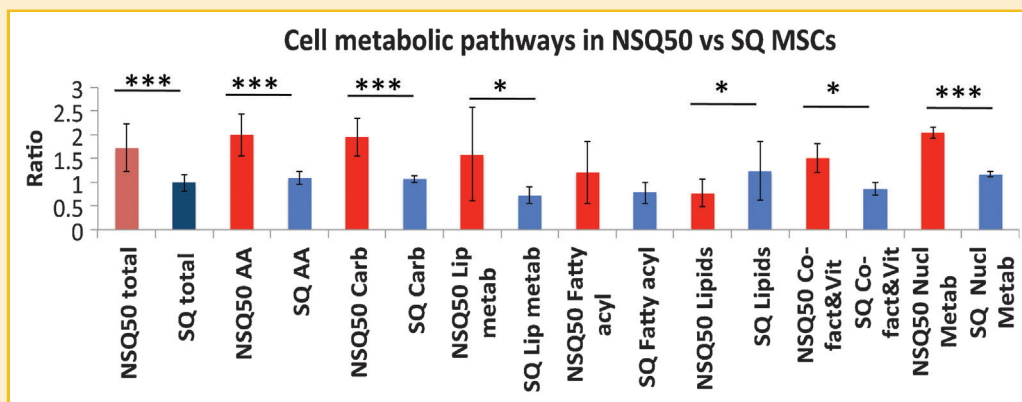 Cell metabolic pathways in NSQ50 vs SQ MSCs
*** *** *** * * * ***
Ratio
3
2.5
2
1.5
1
0.5
0
NSQ50 total
SQ total
NSQ50 AA
SQ AA
NSQ50 Carb
SQ Carb
NSQ50 Lip
metab
SQ Lip metab
NSQ50 Fatty
acyl
SQ Fatty acyl
NSQ50 Lipids
SQ Lipids
NSQ50 Co-
fact&Vit
SQ Co-
fact&Vit
NSQ50 Nucl
Metab
SQ Nucl
Metab